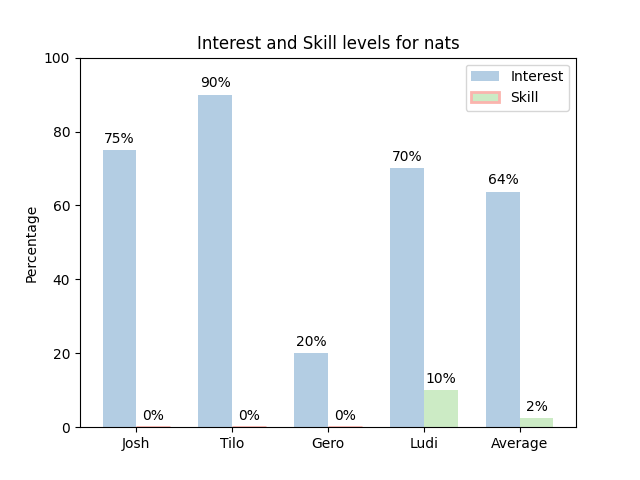 Interest and Skill levels for nats
100
80
60
40
20
0
Percentage
Interest
Skill
75%
0%
90%
0%
20%
0%
70%
10%
64%
2%
Josh
Tilo
Gero
Ludi
Average